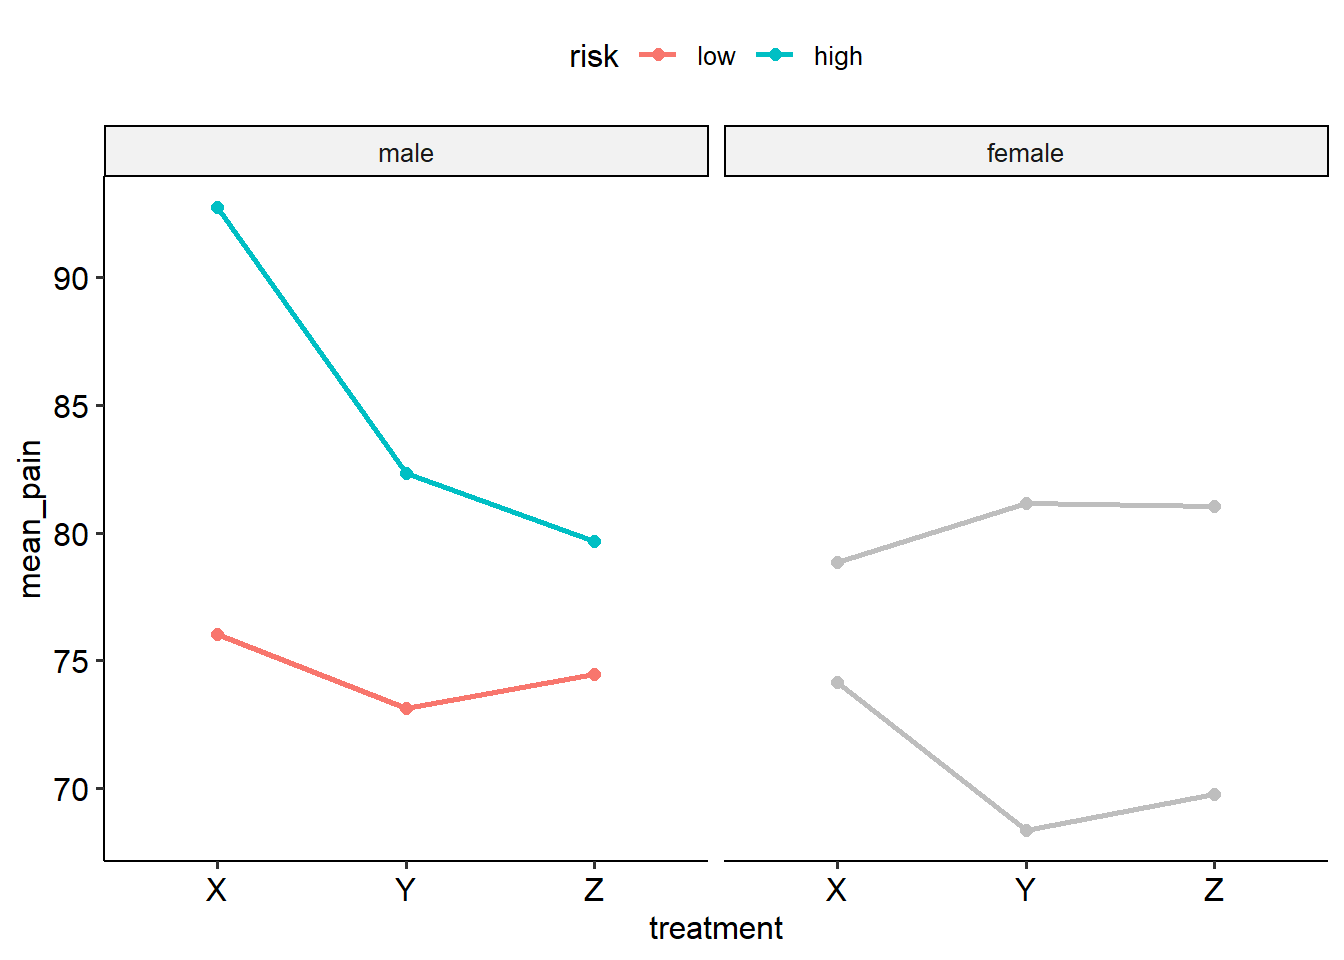 risk low high
male female
90
85
80
75
70
mean_pain
X Y Z X Y Z
treatment